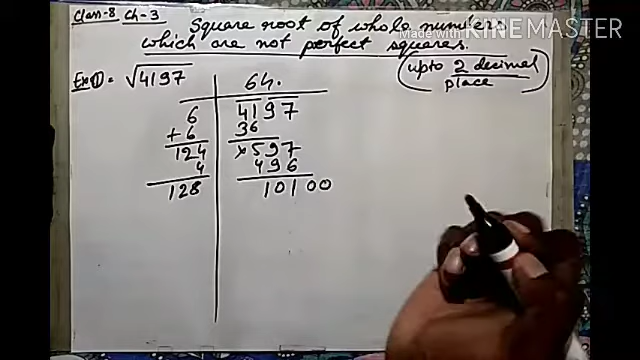 Class-8 Ch-3
Square root of whole numbers
which are not perfect squares.
Made with KINEMASTER
(upto 2 decimal
place)
Ex① = √4197
64.
6 4197
+6 36
124 ×597
4 496
128 10100